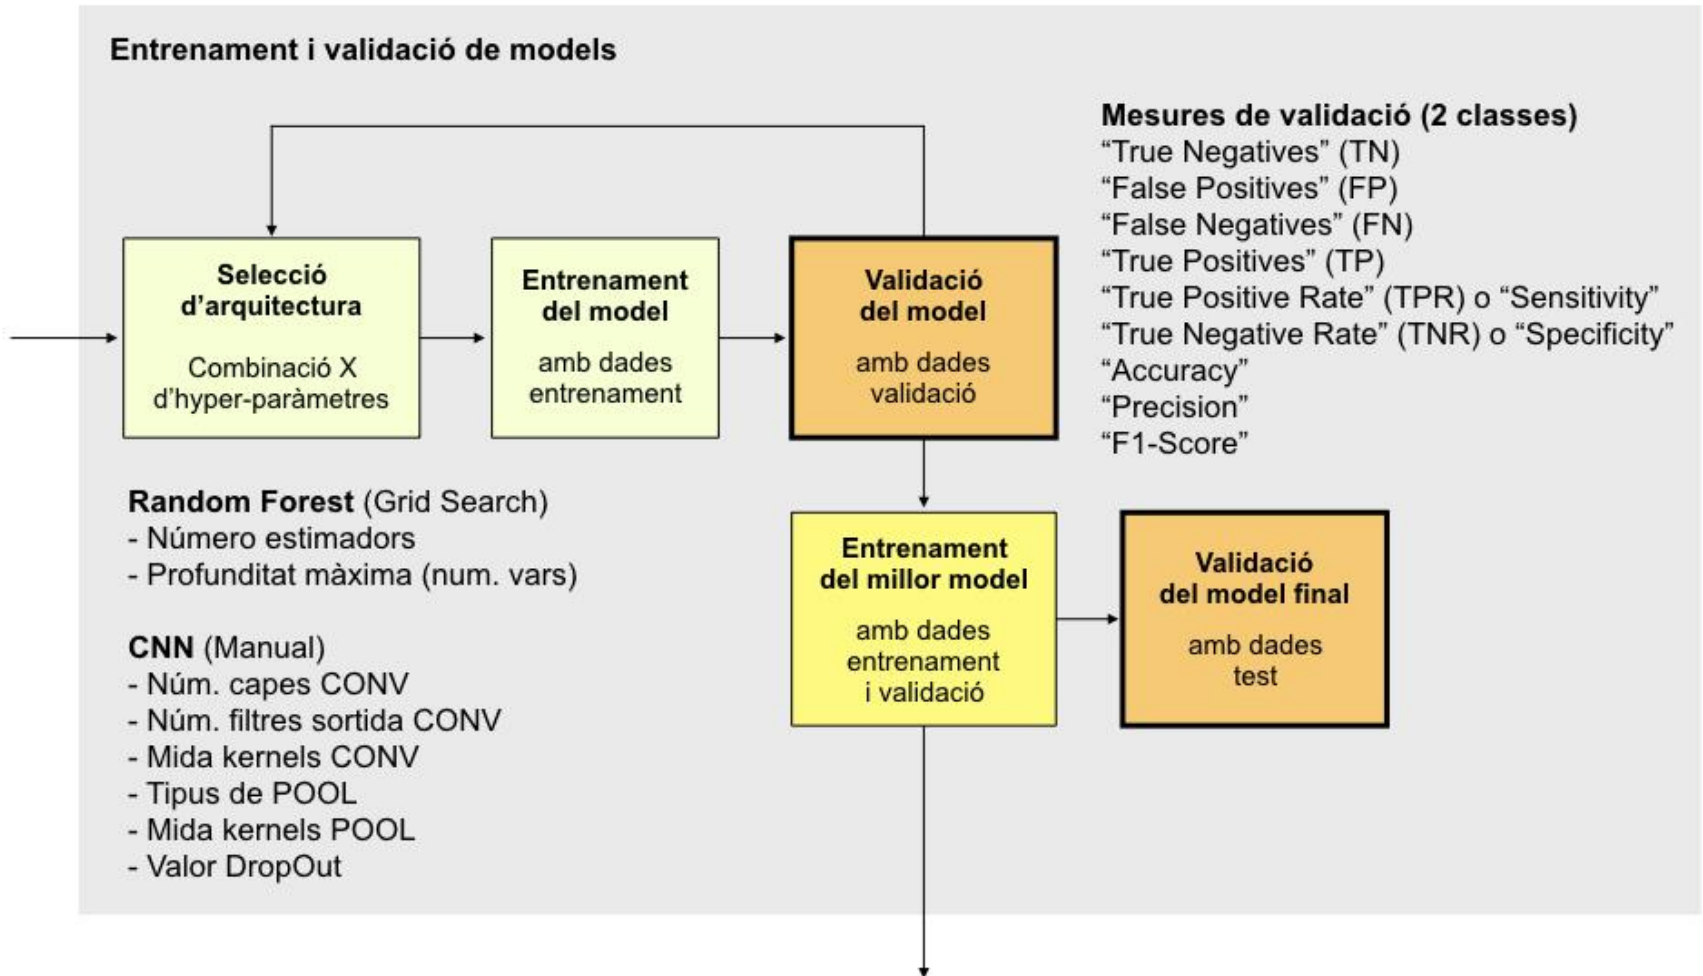 Entrenament i validació de models
Selecció
d'arquitectura
Combinació X
d'hyper-paràmetres
Entrenament
del model
amb dades
entrenament
Validació
del model
amb dades
validació
Mesures de validació (2 classes)
“True Negatives” (TN)
“False Positives” (FP)
“False Negatives” (FN)
“True Positives” (TP)
“True Positive Rate” (TPR) o “Sensitivity”
“True Negative Rate” (TNR) o “Specificity”
“Accuracy”
“Precision”
“F1-Score”
Random Forest (Grid Search)
- Número estimadors
- Profunditat màxima (num. vars)
CNN (Manual)
- Núm. capes CONV
- Núm. filtres sortida CONV
- Mida kernels CONV
- Tipus de POOL
- Mida kernels POOL
- Valor DropOut
Entrenament
del millor model
amb dades
entrenament
i validació
Validació
del model final
amb dades
test